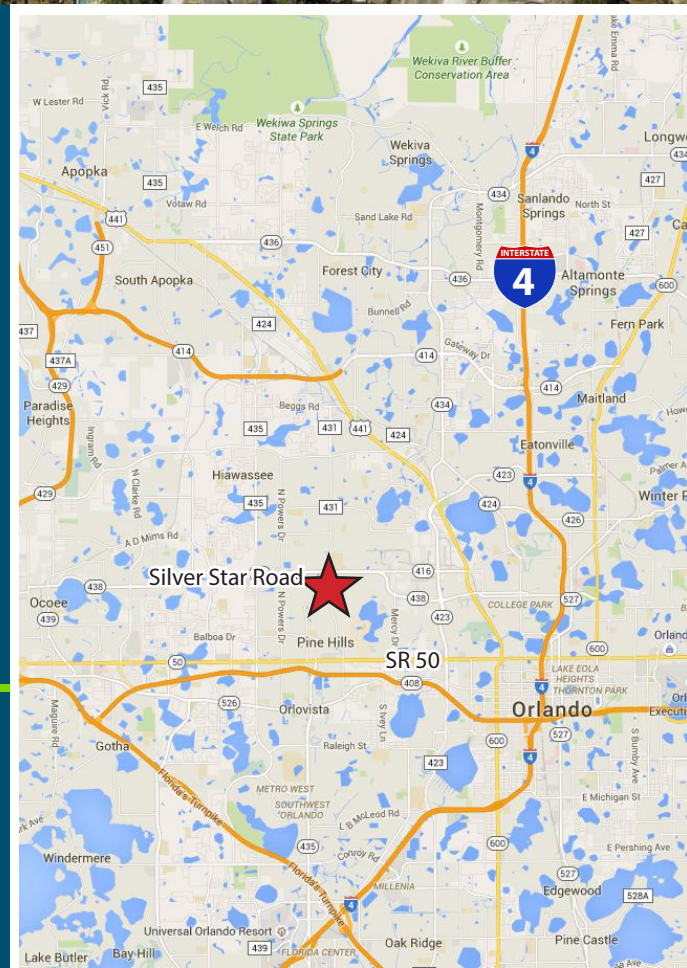 Wekiva River Buffer
Conservation Area
435
W Lester Rd
Vick Rd
Wekiwa Springs
State Park
E Welch Rd
Wekiva
Springs
4
434
427
Apopka
435
Votaw Rd
434
Sanlando
Springs
North St
441
Sand Lake Rd
Montgomery Rd
427
451
436
INTERSTATE
4
South Apopka
Forest City
436
Altamonte
Springs
600
Bunnell Rd
424
Fern Park
437
414
Gateway Dr
414
437A
429
414
Paradise
Heights
Beggs Rd
434
Maitland
435
431
441
424
Ingram Rd
N Clarke Rd
Eatonville
Hiawassee
423
4
429
435
N Powers Dr
431
424
426
A D Mims Rd
Silver Star Road
416
438
438
Ocoee
439
N Powers Dr
Mercy Dr
423
COLLEGE PARK
527
Balboa Dr
Pine Hills
600
50
SR 50
408
LAKE EOLA
HEIGHTS
THORNTON PARK
4
526
Orlovista
Orlando
Maguire Rd
S Ivey Ln
600
527
Gotha
Raleigh St
423
4
S Bumby Ave
METRO WEST
Florida's Turnpike
SOUTHWEST
ORLANDO
E Michigan St
L B McLeod Rd
435
Conroy Rd
600
E Pershing Ave
Windermere
Florida's Turnpike
MILLENIA
527
Edgewood
528A
4
Universal Orlando Resort
439
FLORIDA CENTER
Oak Ridge
Pine Castle
Lake Butler
Bay Hill